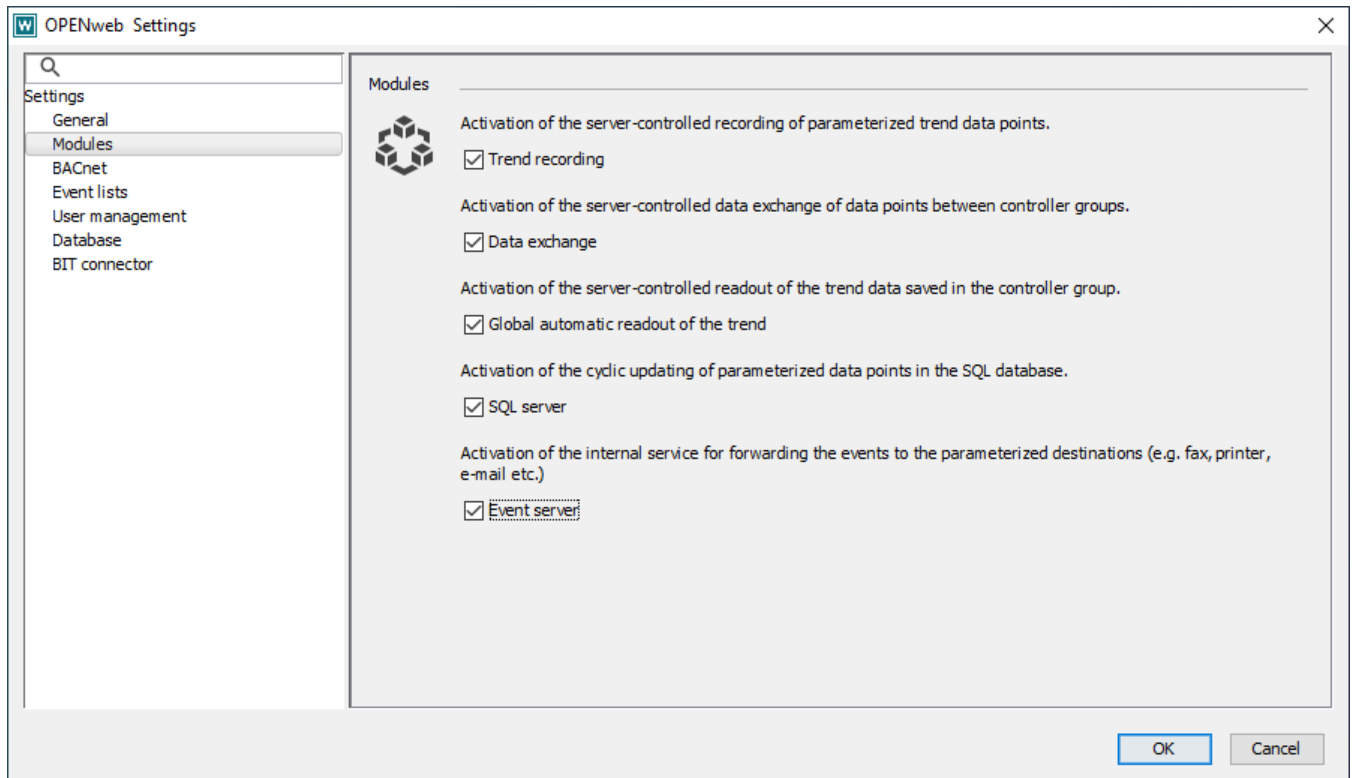 W OPENweb Settings
Settings
General
Modules
BACnet
Event lists
User management
Database
BIT connector
Modules
Activation of the server-controlled recording of parameterized trend data points.
Trend recording
Activation of the server-controlled data exchange of data points between controller groups.
Data exchange
Activation of the server-controlled readout of the trend data saved in the controller group.
Global automatic readout of the trend
Activation of the cyclic updating of parameterized data points in the SQL database.
SQL server
Activation of the internal service for forwarding the events to the parameterized destinations (e.g. fax, printer,
e-mail etc.)
Event server
OK Cancel